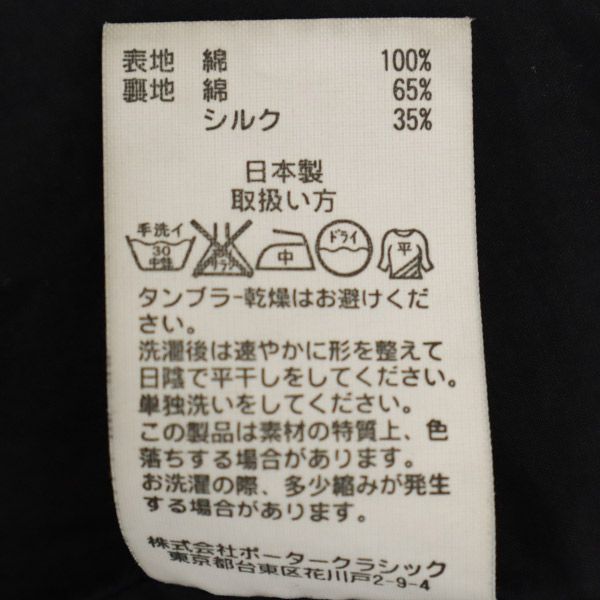 表地 綿 100%
裏地 綿 65%
シルク 35%
日本製
取扱い方
手洗イ 30 中性 中 ドライ 平
タンブラー乾燥はお避けくだ
さい。
洗濯後は速やかに形を整えて
日陰で平干しをしてください。
単独洗いをしてください。
この製品は素材の特質上、色
落ちする場合があります。
お洗濯の際、多少縮みが発生
する場合があります。
株式会社ポータークラシック
東京都台東区花川戸2-9-4